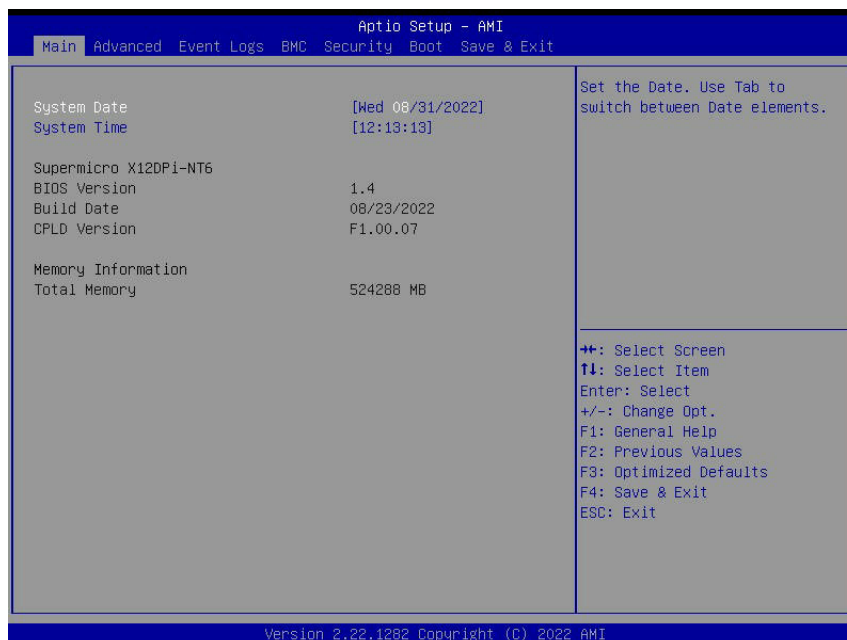 Aptio Setup – AMI
Main Advanced Event Logs BMC Security Boot Save & Exit
System Date [Wed 08/31/2022]
System Time [12:13:13]
Supermicro X12DPi-NT6
BIOS Version 1.4
Build Date 08/23/2022
CPLD Version F1.00.07
Memory Information
Total Memory 524288 MB
Set the Date. Use Tab to
switch between Date elements.
→←: Select Screen
↑↓: Select Item
Enter: Select
+/-: Change Opt.
F1: General Help
F2: Previous Values
F3: Optimized Defaults
F4: Save & Exit
ESC: Exit
Version 2.22.1282 Copyright (C) 2022 AMI